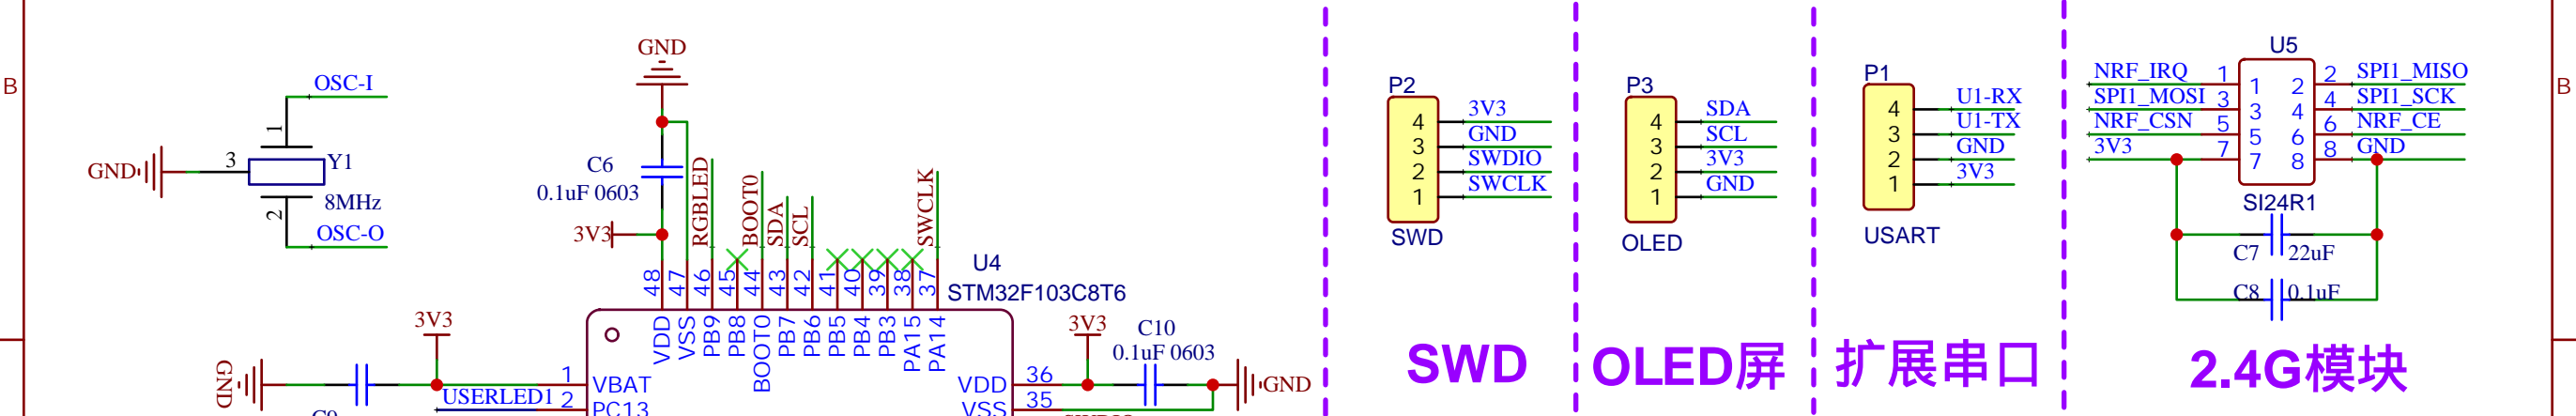 B
OSC-I
1
GND
3
Y1
2
8MHz
OSC-O
GND
C6
0.1uF 0603
3V3
RGBLED
BOOT0
SDA
SCL
SWCLK
48
47
46
45
44
43
42
41
40
39
38
37
U4
STM32F103C8T6
VDD
VSS
PB9
PB8
BOOT0
PB7
PB6
PB5
PB4
PB3
PA15
PA14
3V3
GND
USERLED1
1
VBAT
2
PC13
VDD
36
VSS
35
3V3
C10
0.1uF 0603
GND
P2
4 3V3
3 GND
2 SWDIO
1 SWCLK
SWD
SWD
P3
4 SDA
3 SCL
2 3V3
1 GND
OLED
OLED屏
P1
4 U1-RX
3 U1-TX
2 GND
1 3V3
USART
扩展串口
U5
NRF_IRQ 1 1 2 2 SPI1_MISO
SPI1_MOSI 3 3 4 4 SPI1_SCK
NRF_CSN 5 5 6 6 NRF_CE
3V3 7 7 8 8 GND
SI24R1
C7 22uF
C8 0.1uF
2.4G模块
B